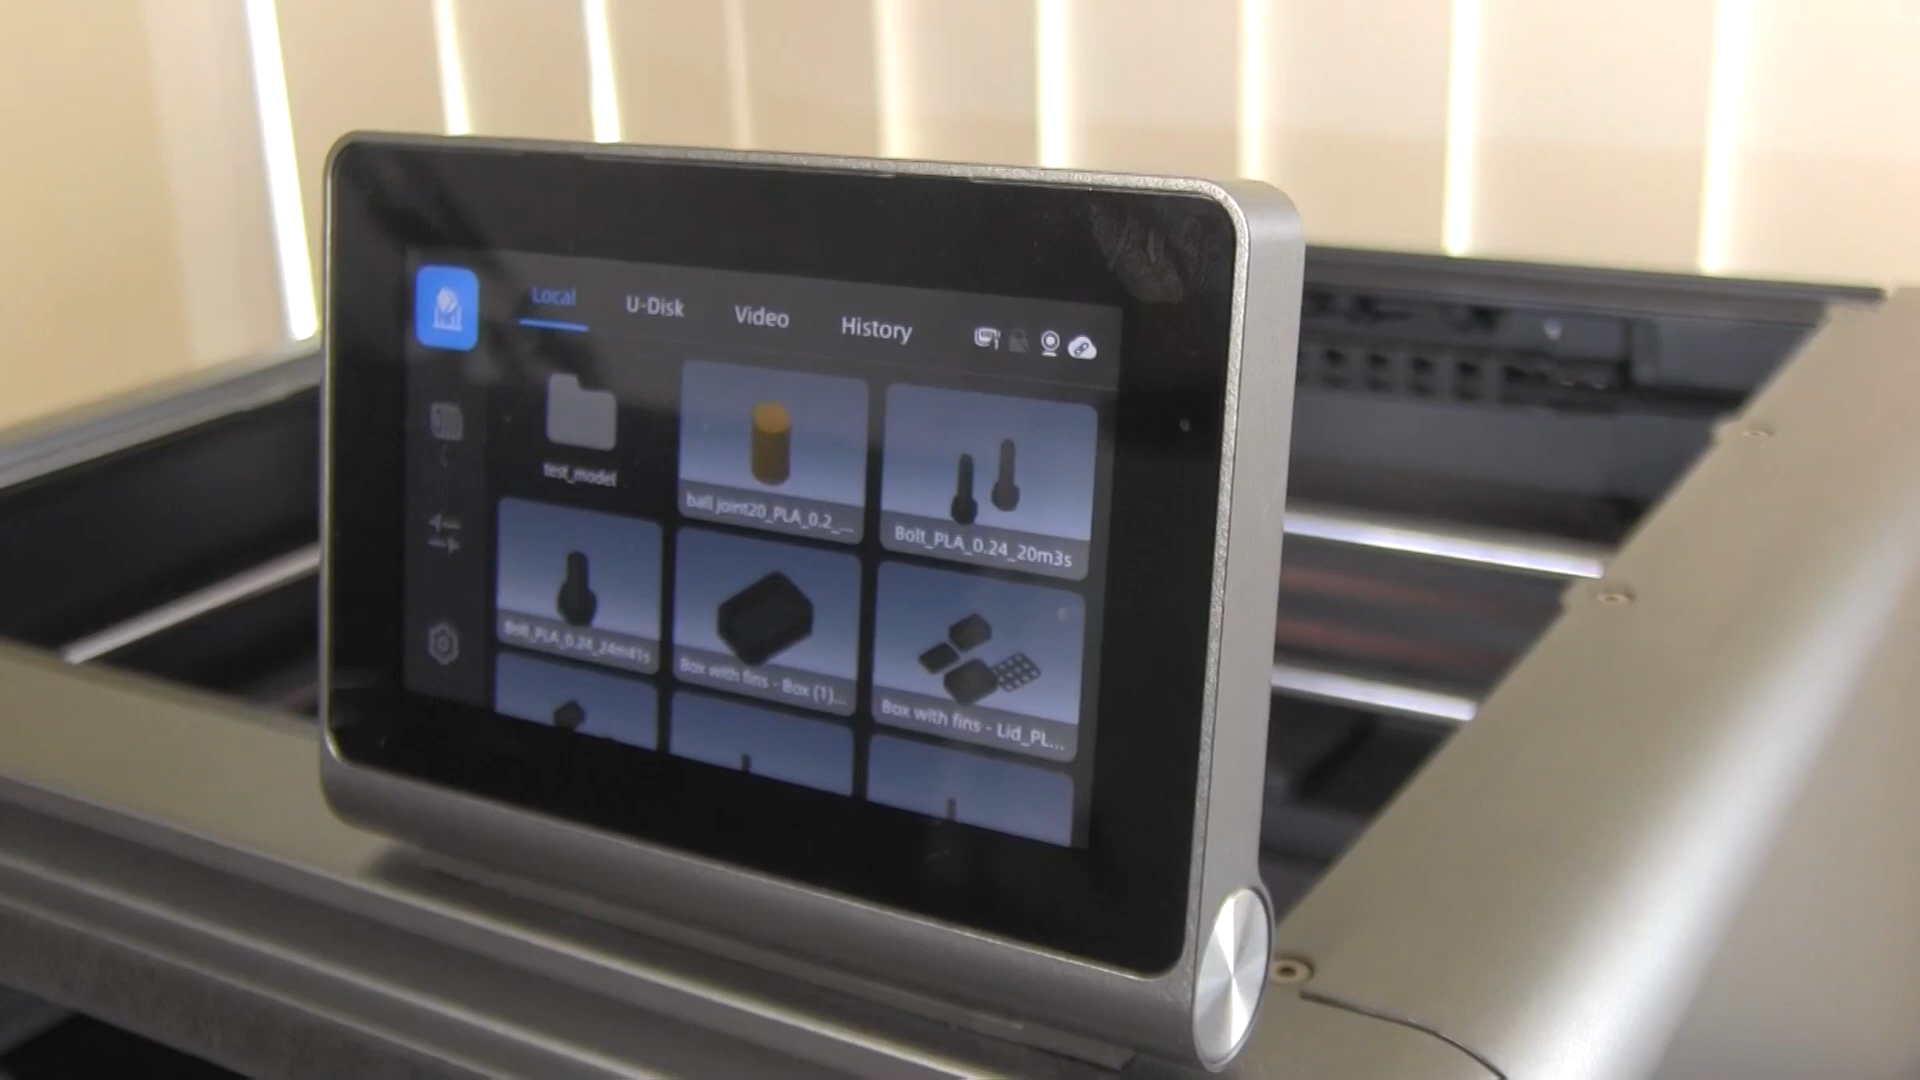 Local U-Disk Video History
test_model
ball joint20_PLA_0.2_...
Bolt_PLA_0.24_20m3s
Bolt_PLA_0.24_24m41s
Box with fins - Box (1)...
Box with fins - Lid_PL...